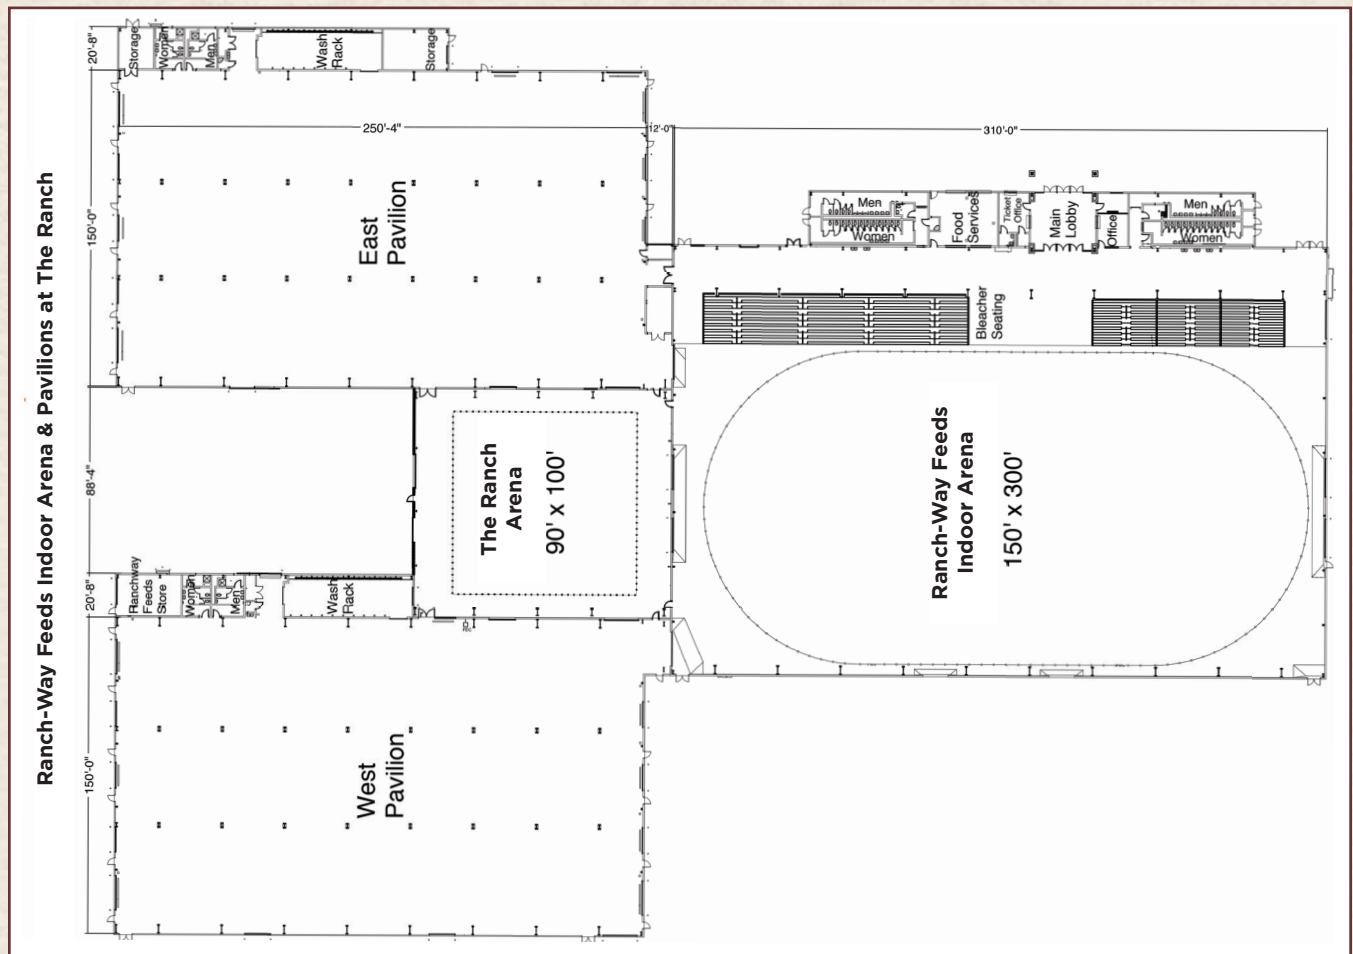 Ranch-Way Feeds Indoor Arena & Pavilions at The Ranch
20'-8"
Storage
Women
Men
Wash
Rack
Storage
250'-4"
12'-0"
310'-0"
150'-0"
East
Pavilion
Men
Women
Food
Services
Ticket
Office
Main
Lobby
Office
Men
Women
Bleacher
Seating
88'-4"
The Ranch
Arena
90' x 100'
Ranch-Way Feeds
Indoor Arena
150' x 300'
20'-8"
Ranchway
Feeds
Store
Women
Men
Wash
Rack
150'-0"
West
Pavilion